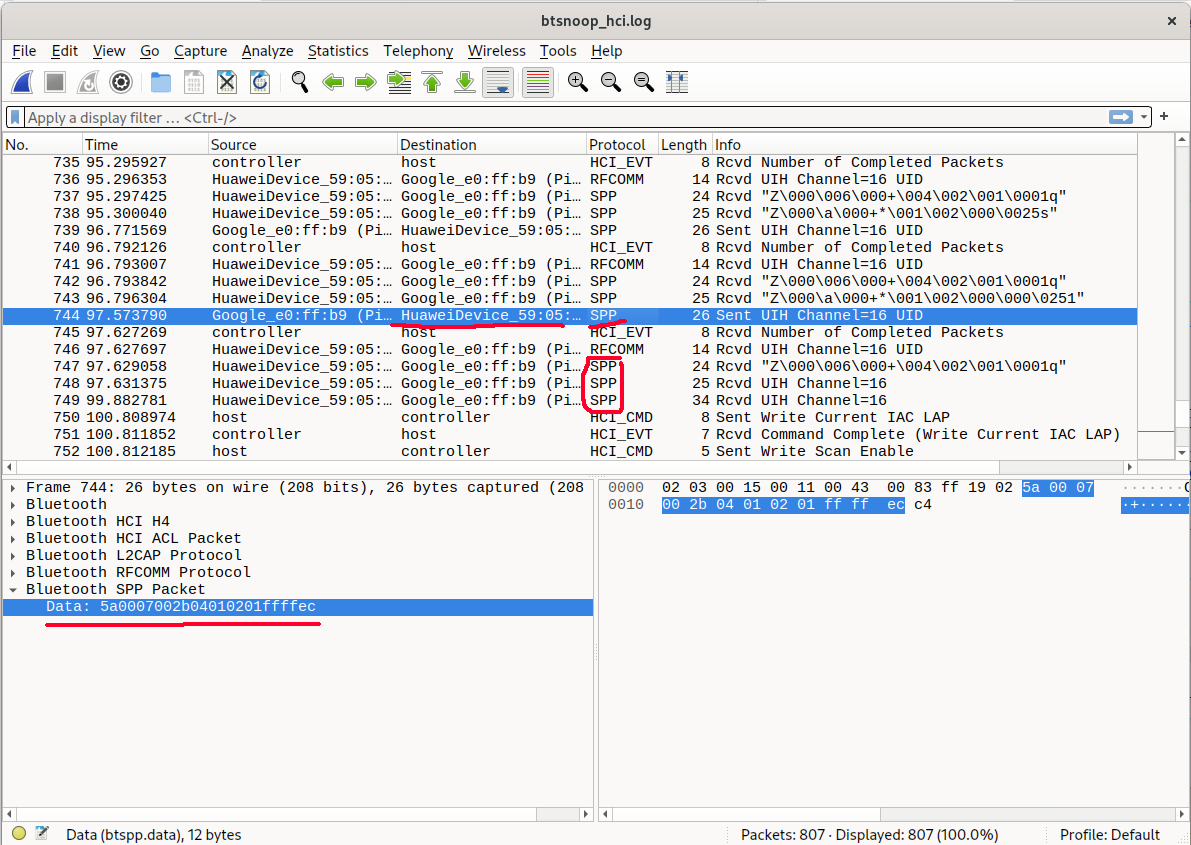 btsnoop_hci.log
File Edit View Go Capture Analyze Statistics Telephony Wireless Tools Help
Apply a display filter … <Ctrl-/>
No. Time Source Destination Protocol Length Info
735 95.295927 controller host HCI_EVT 8 Rcvd Number of Completed Packets
736 95.296353 HuaweiDevice_59:05:… Google_e0:ff:b9 (Pi… RFCOMM 14 Rcvd UIH Channel=16 UID
737 95.297425 HuaweiDevice_59:05:… Google_e0:ff:b9 (Pi… SPP 24 Rcvd "Z\000\006\000+\004\002\001\0001q"
738 95.300040 HuaweiDevice_59:05:… Google_e0:ff:b9 (Pi… SPP 25 Rcvd "Z\000\a\000+*\001\002\000\0025s"
739 96.771569 Google_e0:ff:b9 (Pi… HuaweiDevice_59:05:… SPP 26 Sent UIH Channel=16 UID
740 96.792126 controller host HCI_EVT 8 Rcvd Number of Completed Packets
741 96.793007 HuaweiDevice_59:05:… Google_e0:ff:b9 (Pi… RFCOMM 14 Rcvd UIH Channel=16 UID
742 96.793842 HuaweiDevice_59:05:… Google_e0:ff:b9 (Pi… SPP 24 Rcvd "Z\000\006\000+\004\002\001\0001q"
743 96.796304 HuaweiDevice_59:05:… Google_e0:ff:b9 (Pi… SPP 25 Rcvd "Z\000\a\000+*\001\002\000\000\0251"
744 97.573790 Google_e0:ff:b9 (Pi… HuaweiDevice_59:05:… SPP 26 Sent UIH Channel=16 UID
745 97.627269 controller host HCI_EVT 8 Rcvd Number of Completed Packets
746 97.627697 HuaweiDevice_59:05:… Google_e0:ff:b9 (Pi… RFCOMM 14 Rcvd UIH Channel=16 UID
747 97.629058 HuaweiDevice_59:05:… Google_e0:ff:b9 (Pi… SPP 24 Rcvd "Z\000\006\000+\004\002\001\0001q"
748 97.631375 HuaweiDevice_59:05:… Google_e0:ff:b9 (Pi… SPP 25 Rcvd UIH Channel=16
749 99.882781 HuaweiDevice_59:05:… Google_e0:ff:b9 (Pi… SPP 34 Rcvd UIH Channel=16
750 100.808974 host controller HCI_CMD 8 Sent Write Current IAC LAP
751 100.811852 controller host HCI_EVT 7 Rcvd Command Complete (Write Current IAC LAP)
752 100.812185 host controller HCI_CMD 5 Sent Write Scan Enable
Frame 744: 26 bytes on wire (208 bits), 26 bytes captured (208
Bluetooth
Bluetooth HCI H4
Bluetooth HCI ACL Packet
Bluetooth L2CAP Protocol
Bluetooth RFCOMM Protocol
Bluetooth SPP Packet
Data: 5a0007002b04010201ffffec
0000 02 03 00 15 00 11 00 43 00 83 ff 19 02 5a 00 07 ·······C
0010 00 2b 04 01 02 01 ff ff ec c4 ·+······
Data (btspp.data), 12 bytes
Packets: 807 · Displayed: 807 (100.0%)
Profile: Default